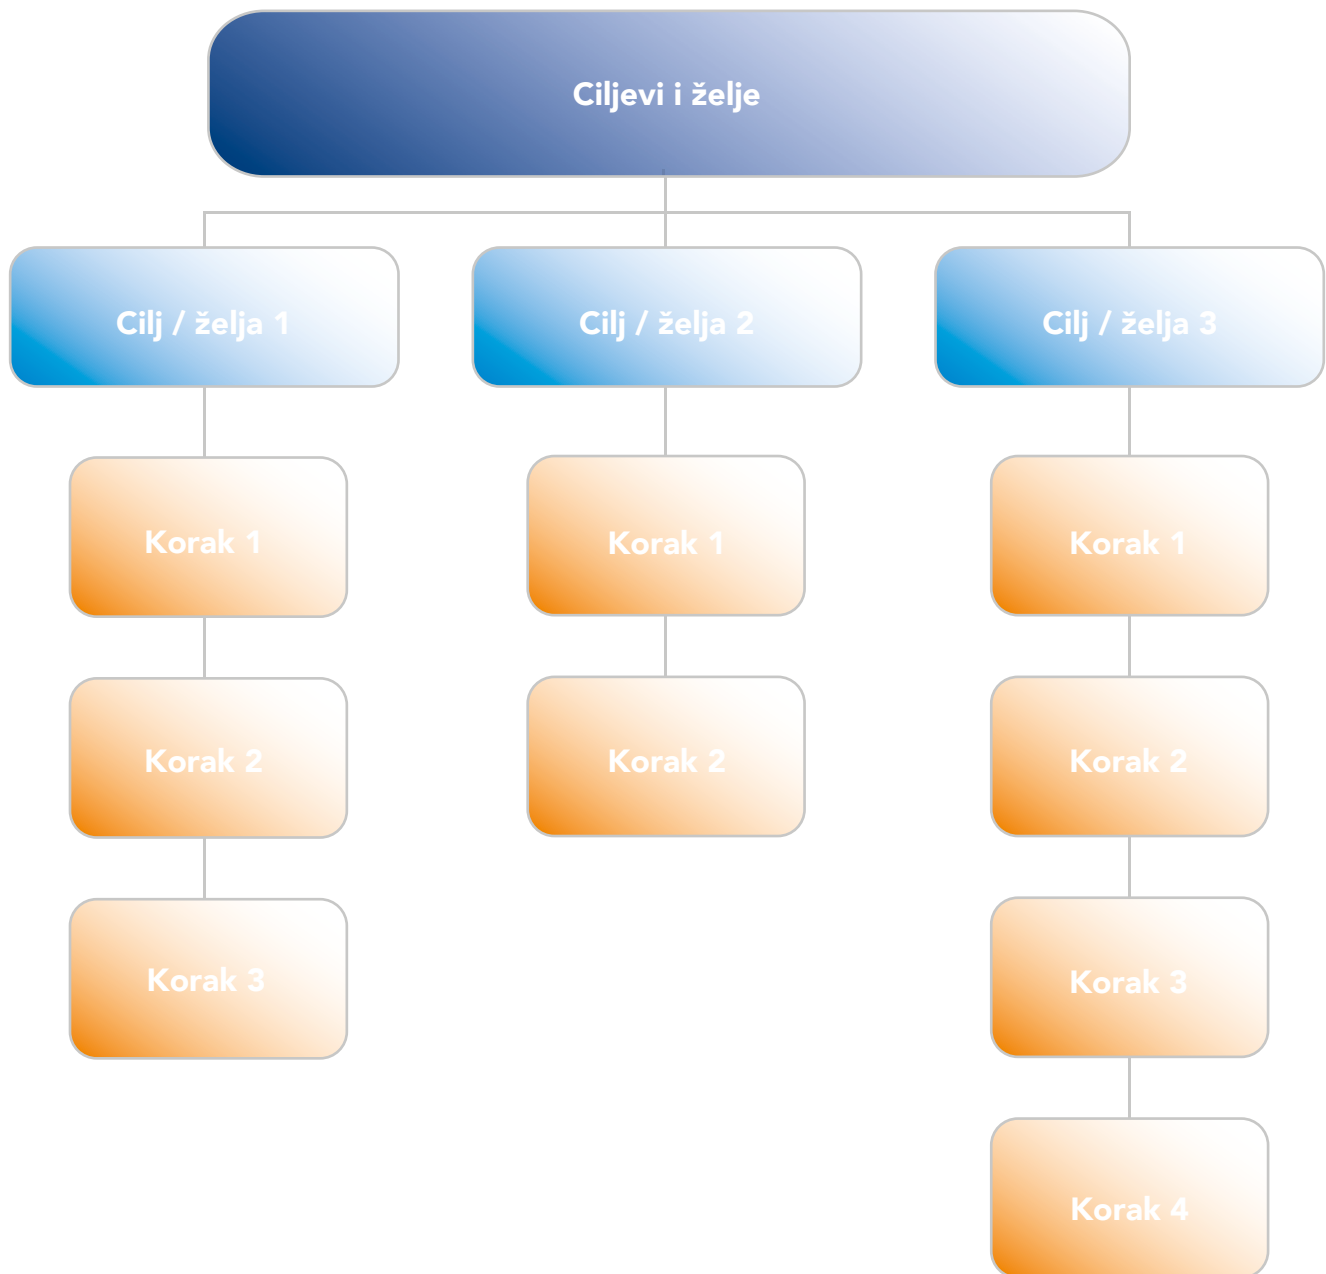 Ciljevi i želje
Cilj / želja 1
Cilj / želja 2
Cilj / želja 3
Korak 1
Korak 1
Korak 1
Korak 2
Korak 2
Korak 2
Korak 3
Korak 3
Korak 4